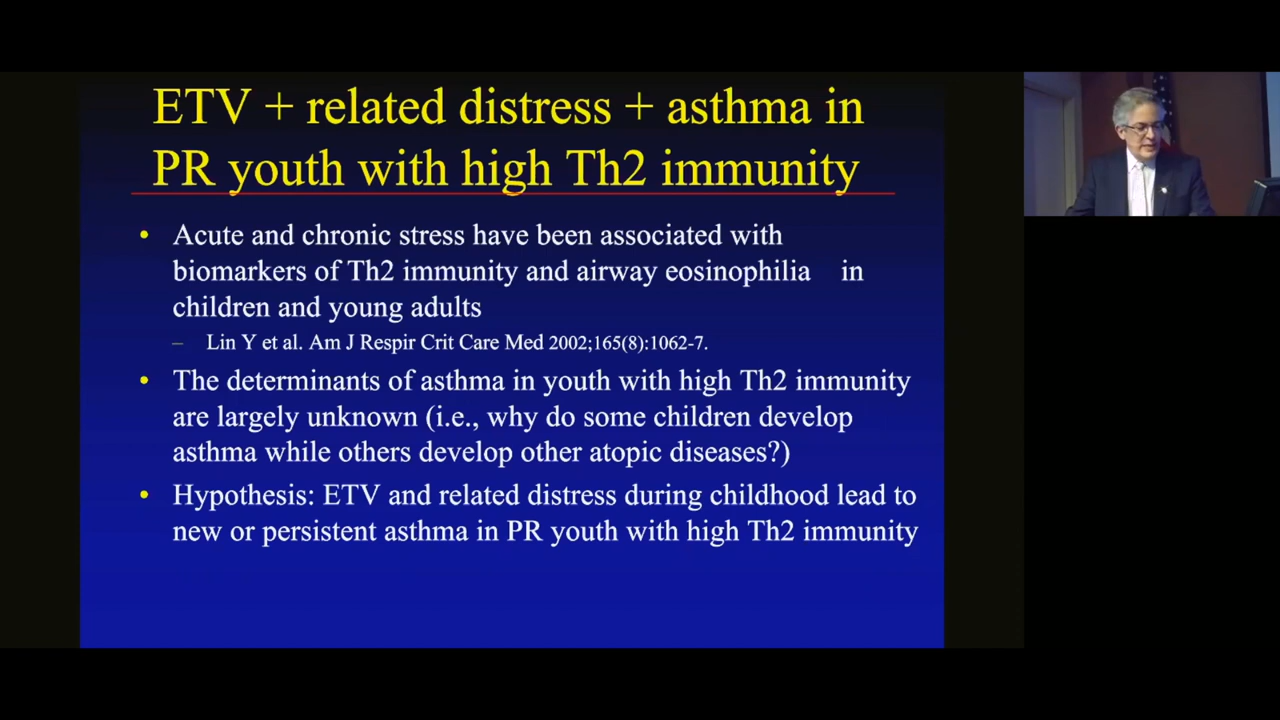 ETV + related distress + asthma in
PR youth with high Th2 immunity
• Acute and chronic stress have been associated with
biomarkers of Th2 immunity and airway eosinophilia in
children and young adults
– Lin Y et al. Am J Respir Crit Care Med 2002;165(8):1062-7.
• The determinants of asthma in youth with high Th2 immunity
are largely unknown (i.e., why do some children develop
asthma while others develop other atopic diseases?)
• Hypothesis: ETV and related distress during childhood lead to
new or persistent asthma in PR youth with high Th2 immunity